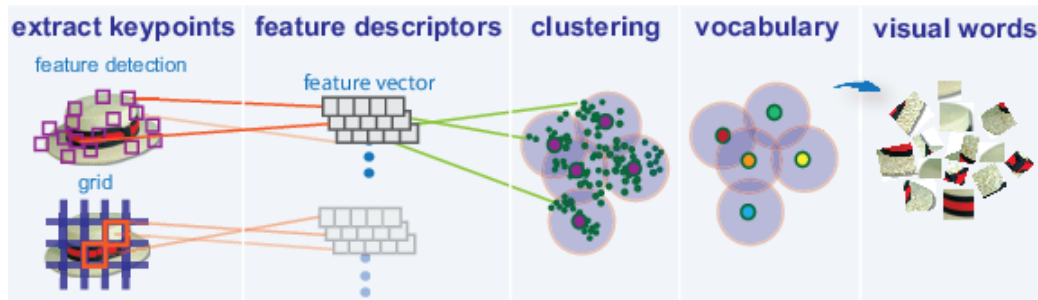 extract keypoints
feature descriptors
clustering
vocabulary
visual words
feature detection
feature vector
grid